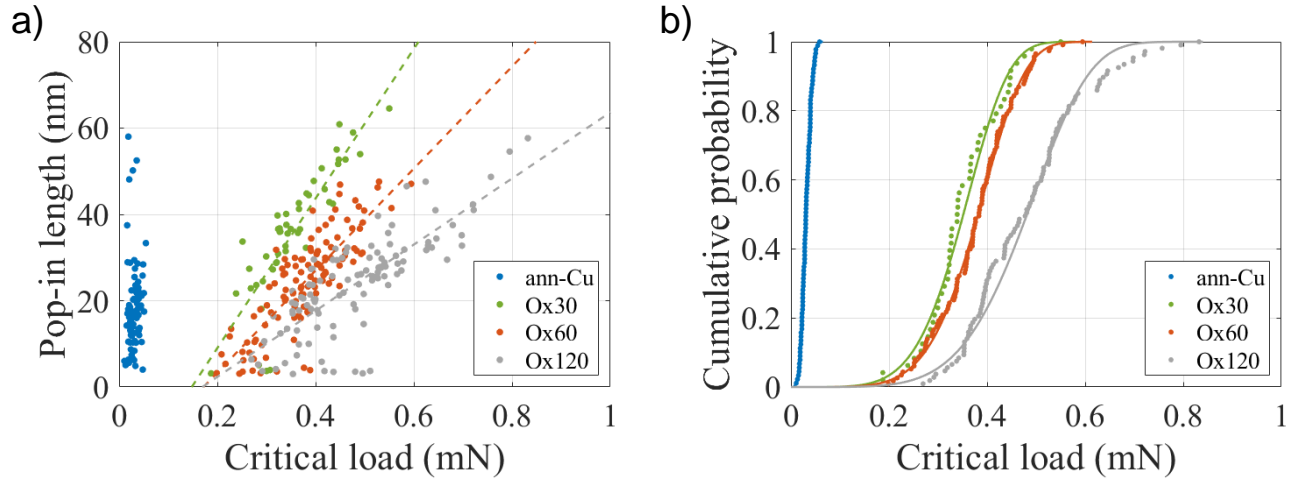 a)
80
60
40
20
0
Pop-in length (nm)
0
0.2
0.4
0.6
0.8
1
Critical load (mN)
ann-Cu
Ox30
Ox60
Ox120
b)
1
0.8
0.6
0.4
0.2
0
Cumulative probability
0
0.2
0.4
0.6
0.8
1
Critical load (mN)
ann-Cu
Ox30
Ox60
Ox120